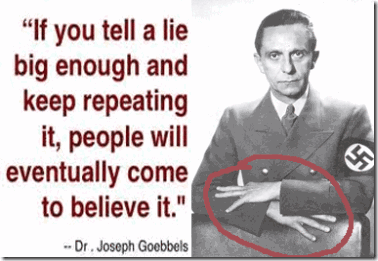 “If you tell a lie
big enough and
keep repeating
it, people will
eventually come
to believe it."
-- Dr . Joseph Goebbels